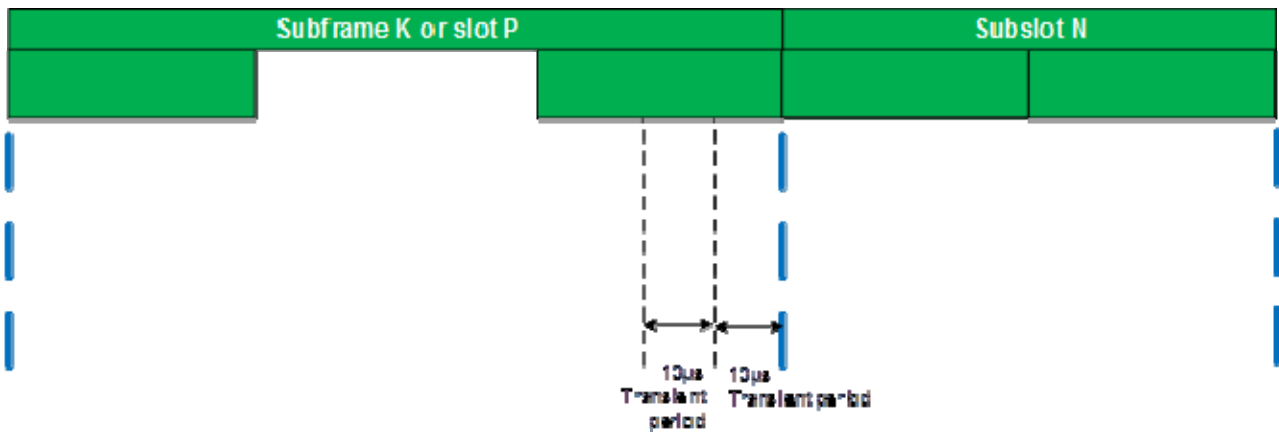 Subframe K or slot P
Subslot N
10µs
Transient
period
10µs
Transient period